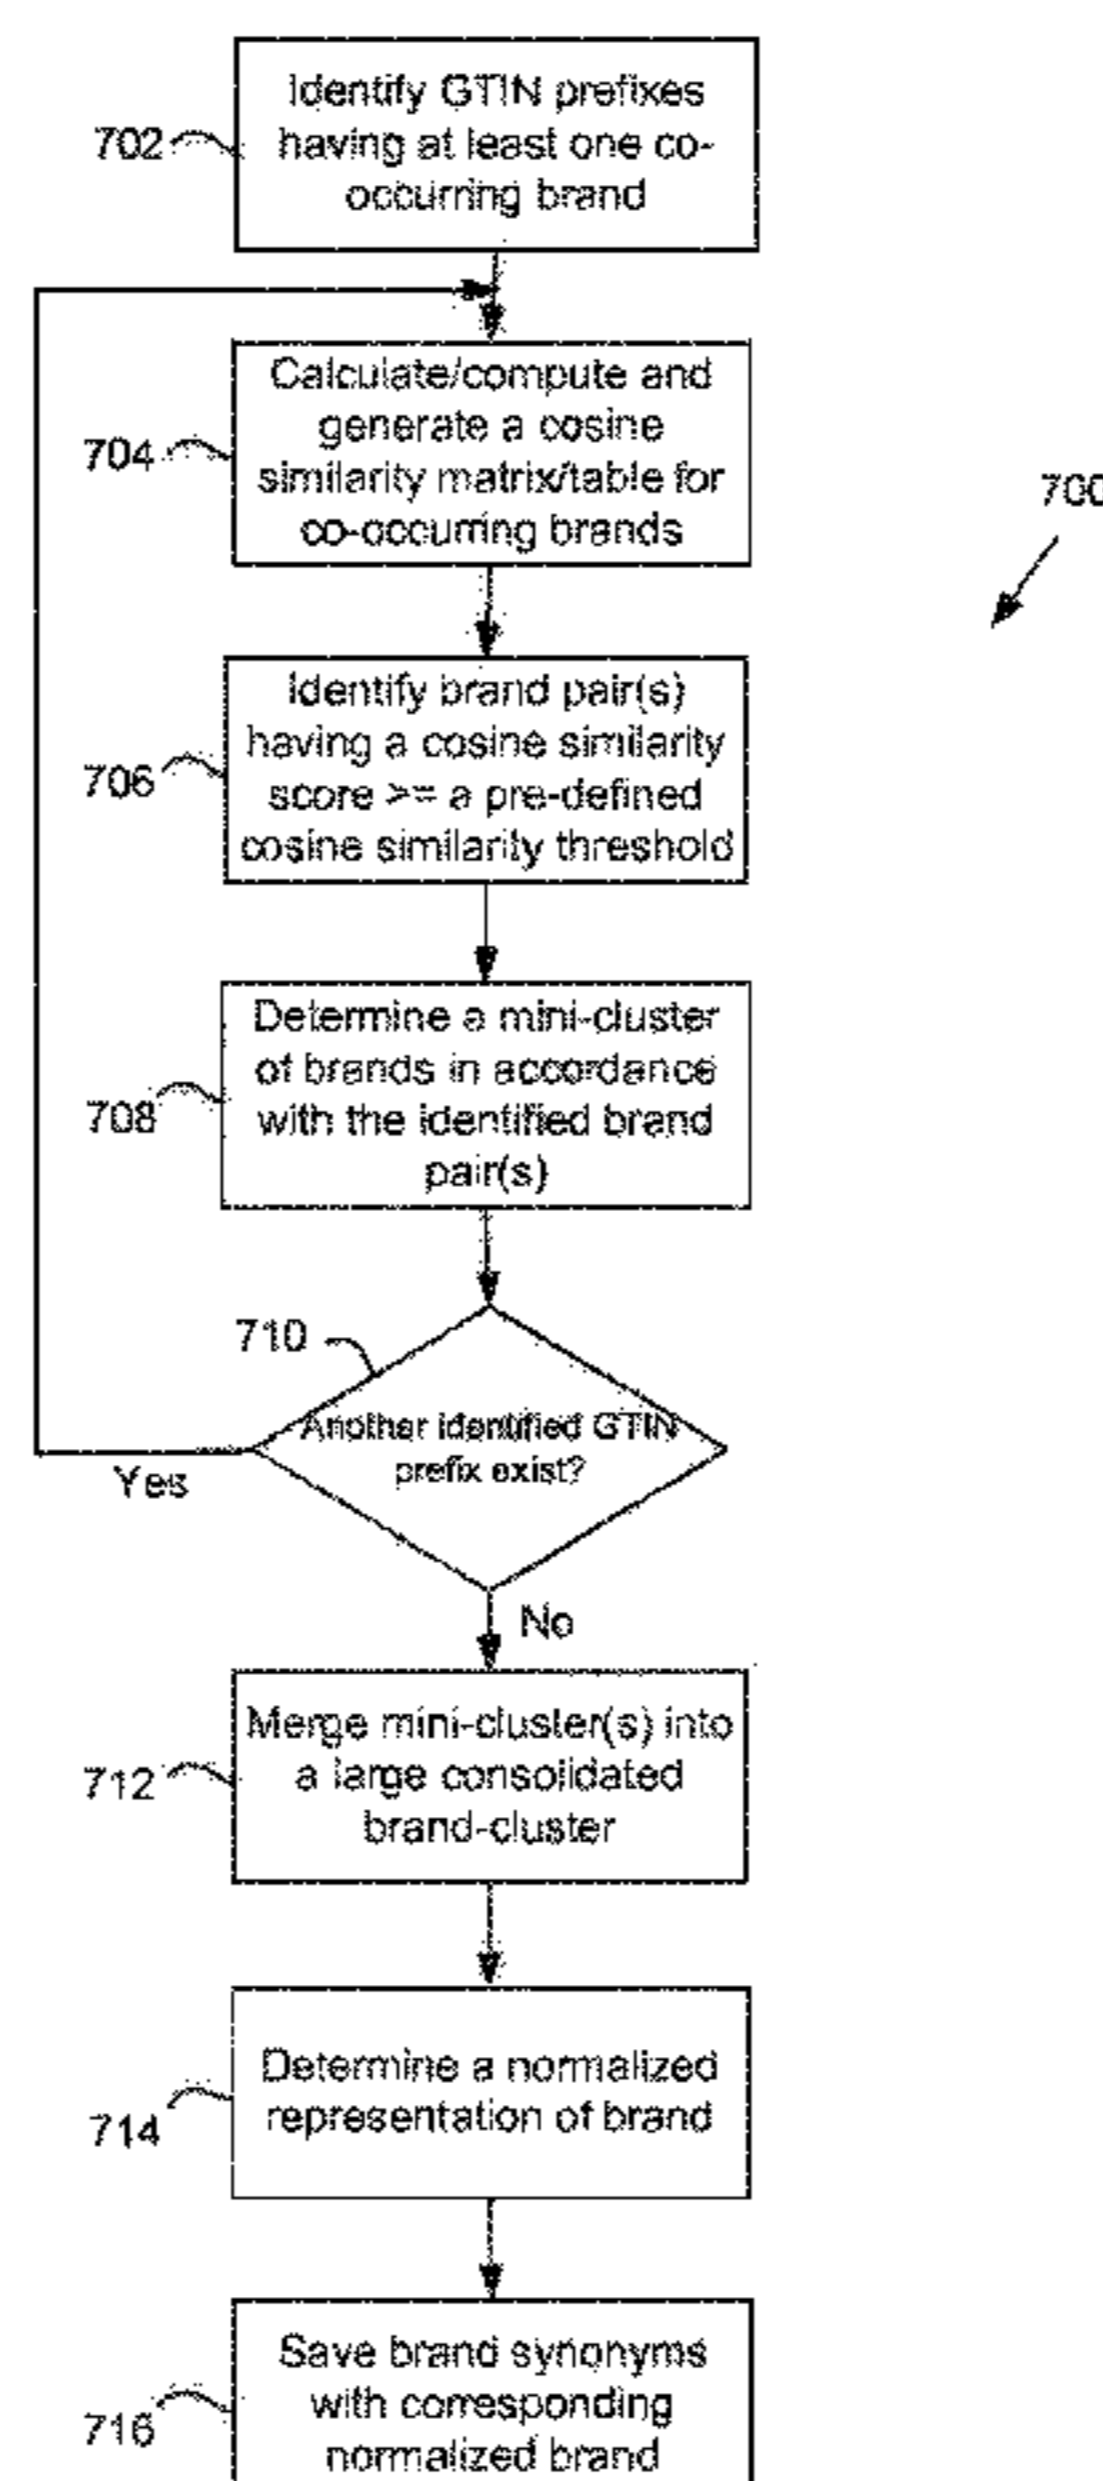 Identify GTIN prefixes
having at least one co-
occurring brand
702
Calculate/compute and
generate a cosine
similarity matrix/table for
co-occurring brands
704
700
Identify brand pair(s)
having a cosine similarity
score >= a pre-defined
cosine similarity threshold
706
Determine a mini-cluster
of brands in accordance
with the identified brand
pair(s)
708
710
Another identified GTIN
prefix exist?
Yes
No
Merge mini-cluster(s) into
a large consolidated
brand-cluster
712
Determine a normalized
representation of brand
714
Save brand synonyms
with corresponding
normalized brand
716